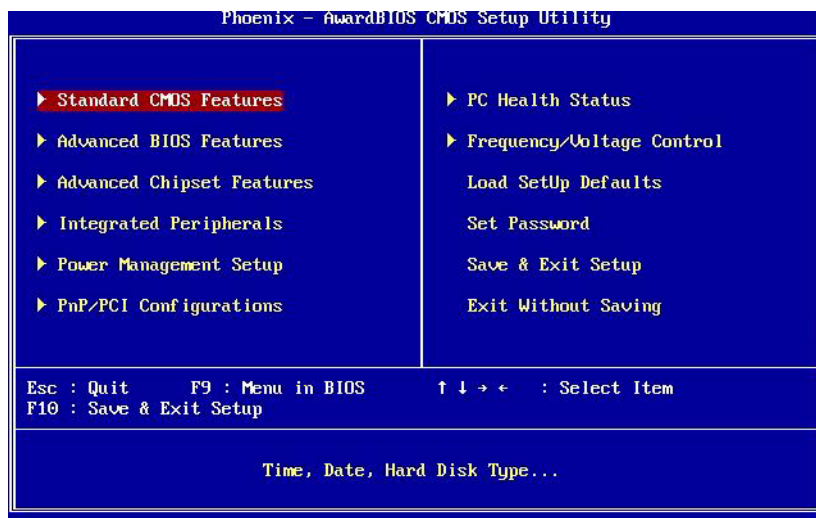 Phoenix - AwardBIOS CMOS Setup Utility
Standard CMOS Features
Advanced BIOS Features
Advanced Chipset Features
Integrated Peripherals
Power Management Setup
PnP/PCI Configurations
PC Health Status
Frequency/Voltage Control
Load SetUp Defaults
Set Password
Save & Exit Setup
Exit Without Saving
Esc : Quit F9 : Menu in BIOS ↑ ↓ → ← : Select Item
F10 : Save & Exit Setup
Time, Date, Hard Disk Type...